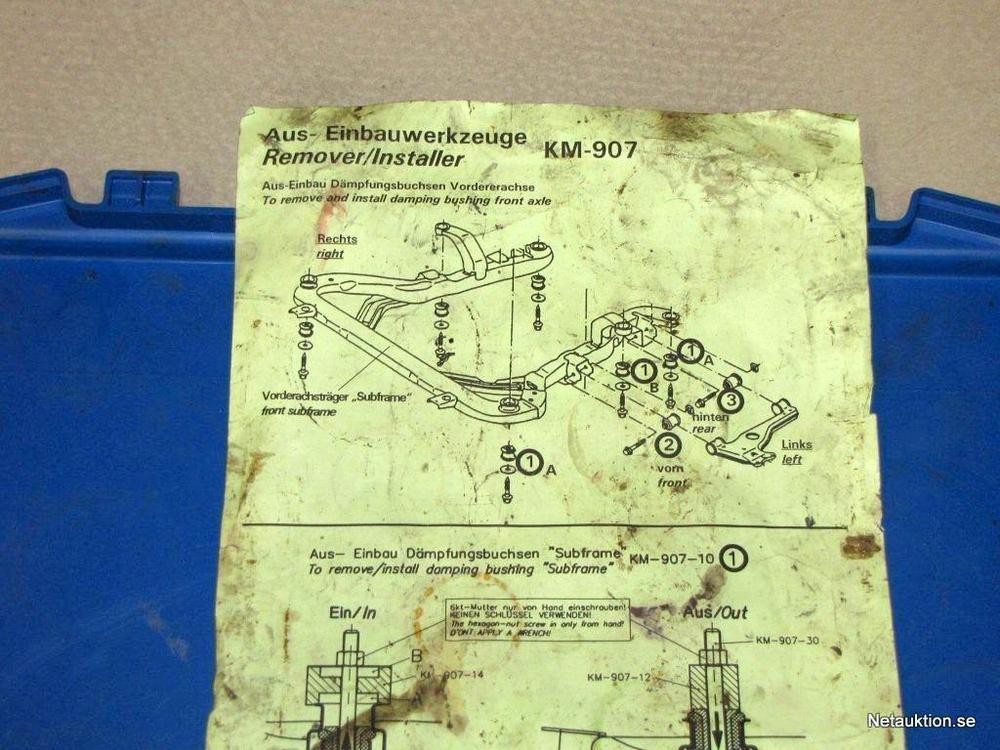 Aus- Einbauwerkzeuge
Remover/Installer
KM-907
Aus-Einbau Dämpfungsbuchsen Vordererachse
To remove and install damping bushing front axle
Rechts
right
1 A
1
B
3
hinten
rear
Vorderachsträger „Subframe"
front subframe
2
Links
left
1
A
vorn
front
Aus- Einbau Dämpfungsbuchsen "Subframe" KM-907-10 1
To remove/install damping bushing "Subframe"
Ein/In
6kt-Mutter nur von Hand einschrauben!
KEINEN SCHLÜSSEL VERWENDEN!
The hexagon-nut screw in only from hand!
D'ONT APPLY A WRENCH!
Aus/Out
KM-907-30
B
KM-907-14
KM-907-12
A
Netauktion.se